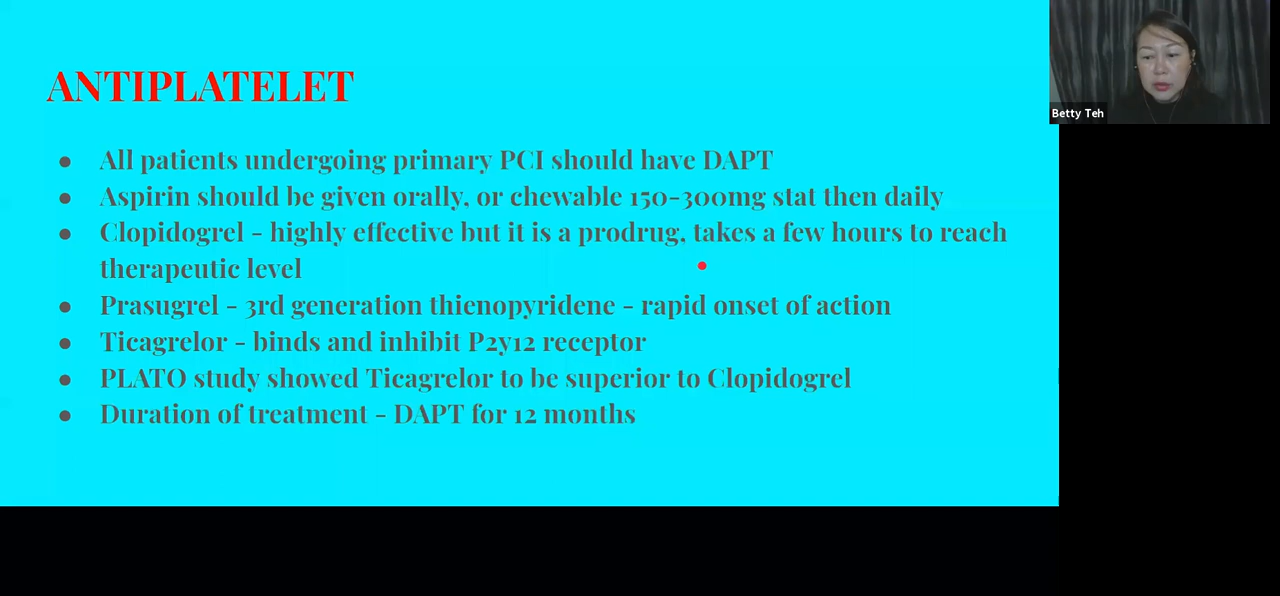 ANTIPLATELET
● All patients undergoing primary PCI should have DAPT
● Aspirin should be given orally, or chewable 150-300mg stat then daily
● Clopidogrel - highly effective but it is a prodrug, takes a few hours to reach
therapeutic level
● Prasugrel - 3rd generation thienopyridene - rapid onset of action
● Ticagrelor - binds and inhibit P2y12 receptor
● PLATO study showed Ticagrelor to be superior to Clopidogrel
● Duration of treatment - DAPT for 12 months
Betty Teh